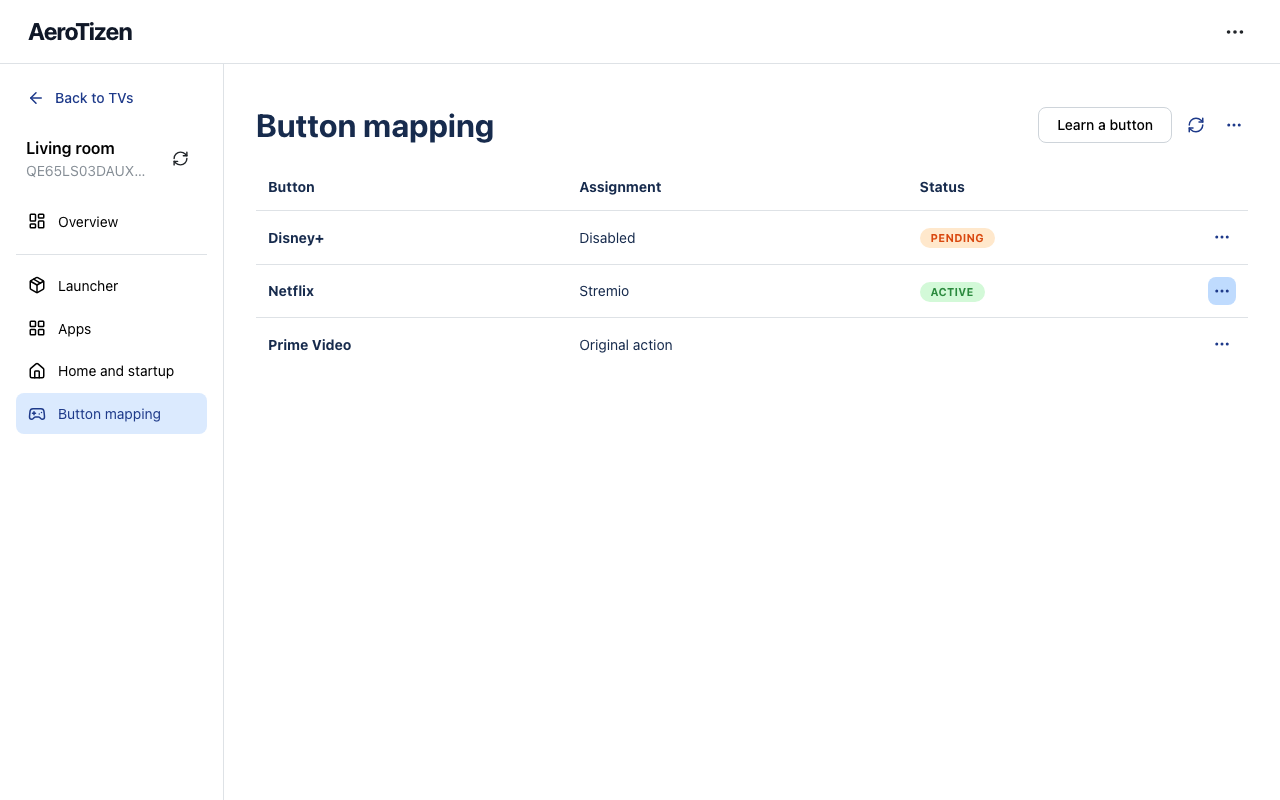 AeroTizen
Back to TVs
Living room
QE65LS03DAUX...
Overview
Launcher
Apps
Home and startup
Button mapping
Button mapping
Learn a button
Button Assignment Status
Disney+ Disabled PENDING
Netflix Stremio ACTIVE
Prime Video Original action